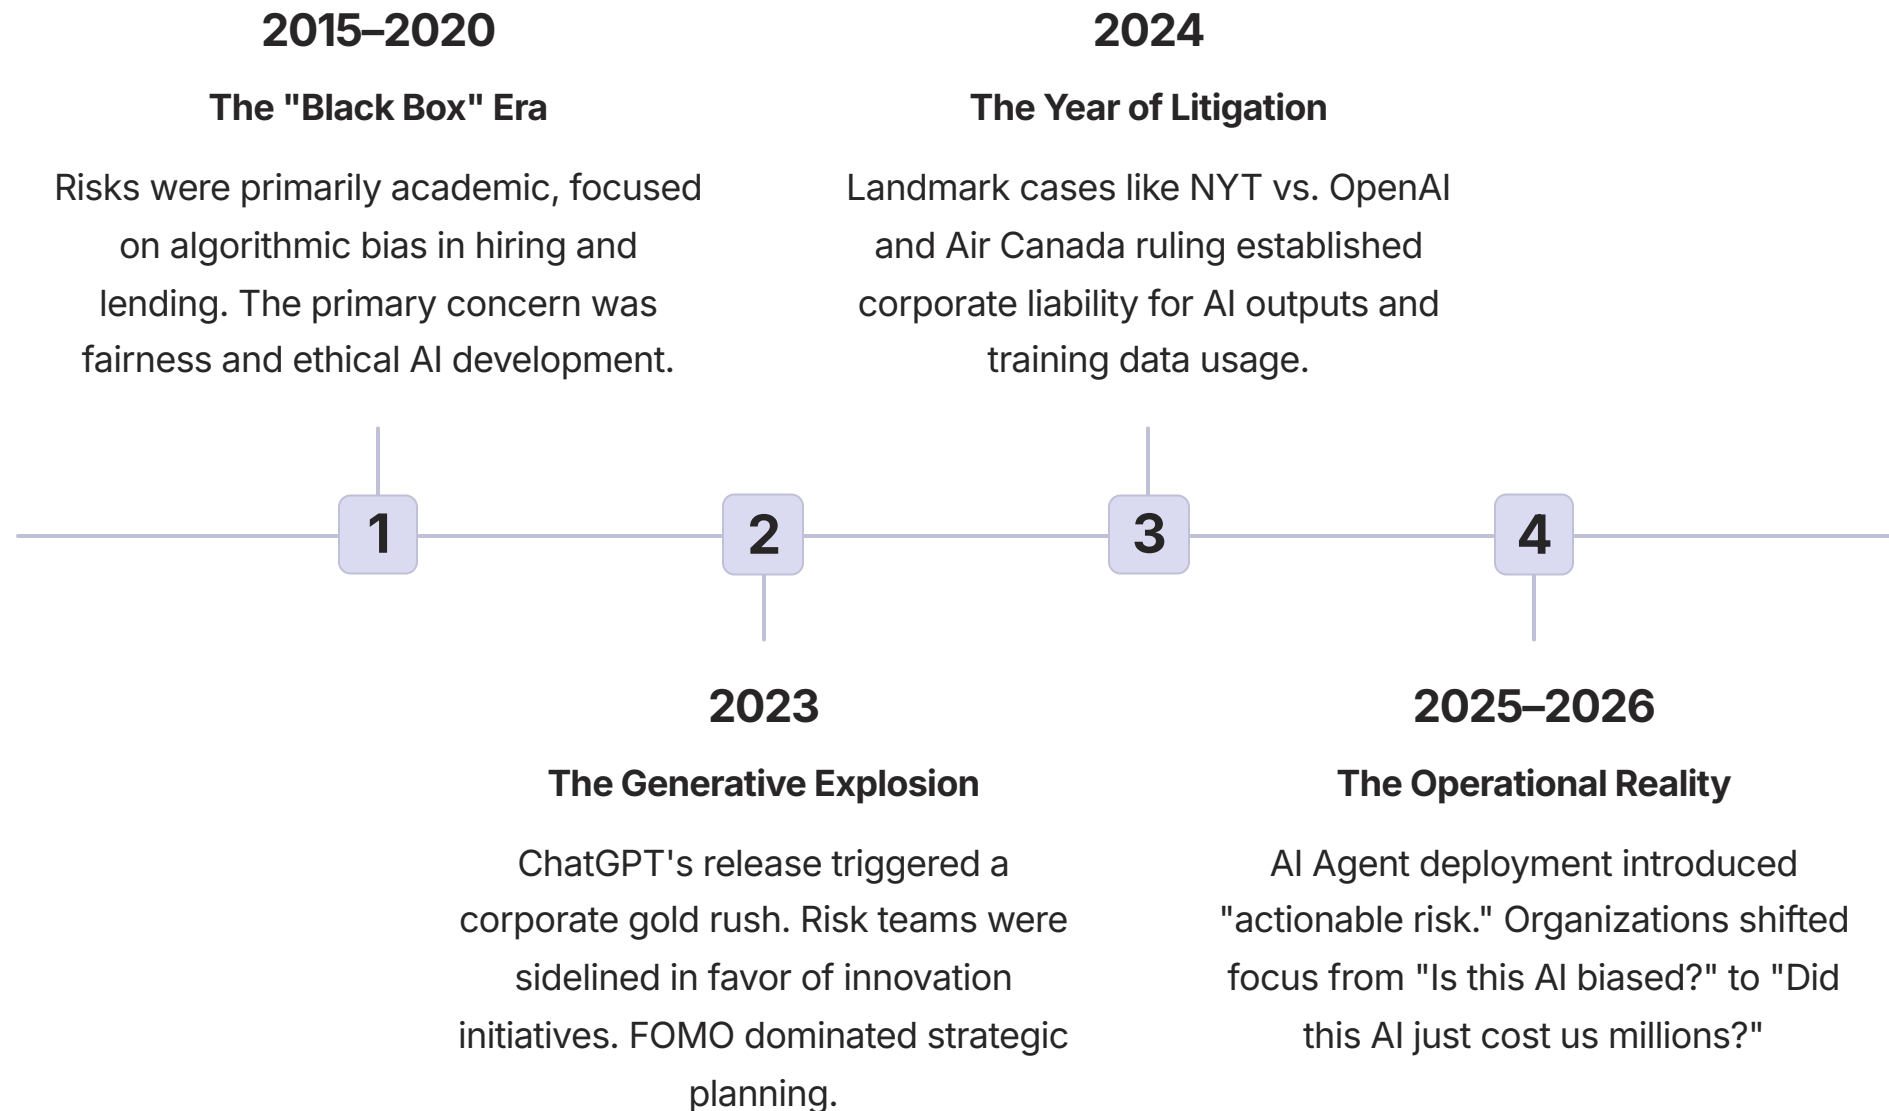 2015–2020
The "Black Box" Era
Risks were primarily academic, focused
on algorithmic bias in hiring and
lending. The primary concern was
fairness and ethical AI development.
2024
The Year of Litigation
Landmark cases like NYT vs. OpenAI
and Air Canada ruling established
corporate liability for AI outputs and
training data usage.
1
2
3
4
2023
The Generative Explosion
ChatGPT's release triggered a
corporate gold rush. Risk teams were
sidelined in favor of innovation
initiatives. FOMO dominated strategic
planning.
2025–2026
The Operational Reality
AI Agent deployment introduced
"actionable risk." Organizations shifted
focus from "Is this AI biased?" to "Did
this AI just cost us millions?"